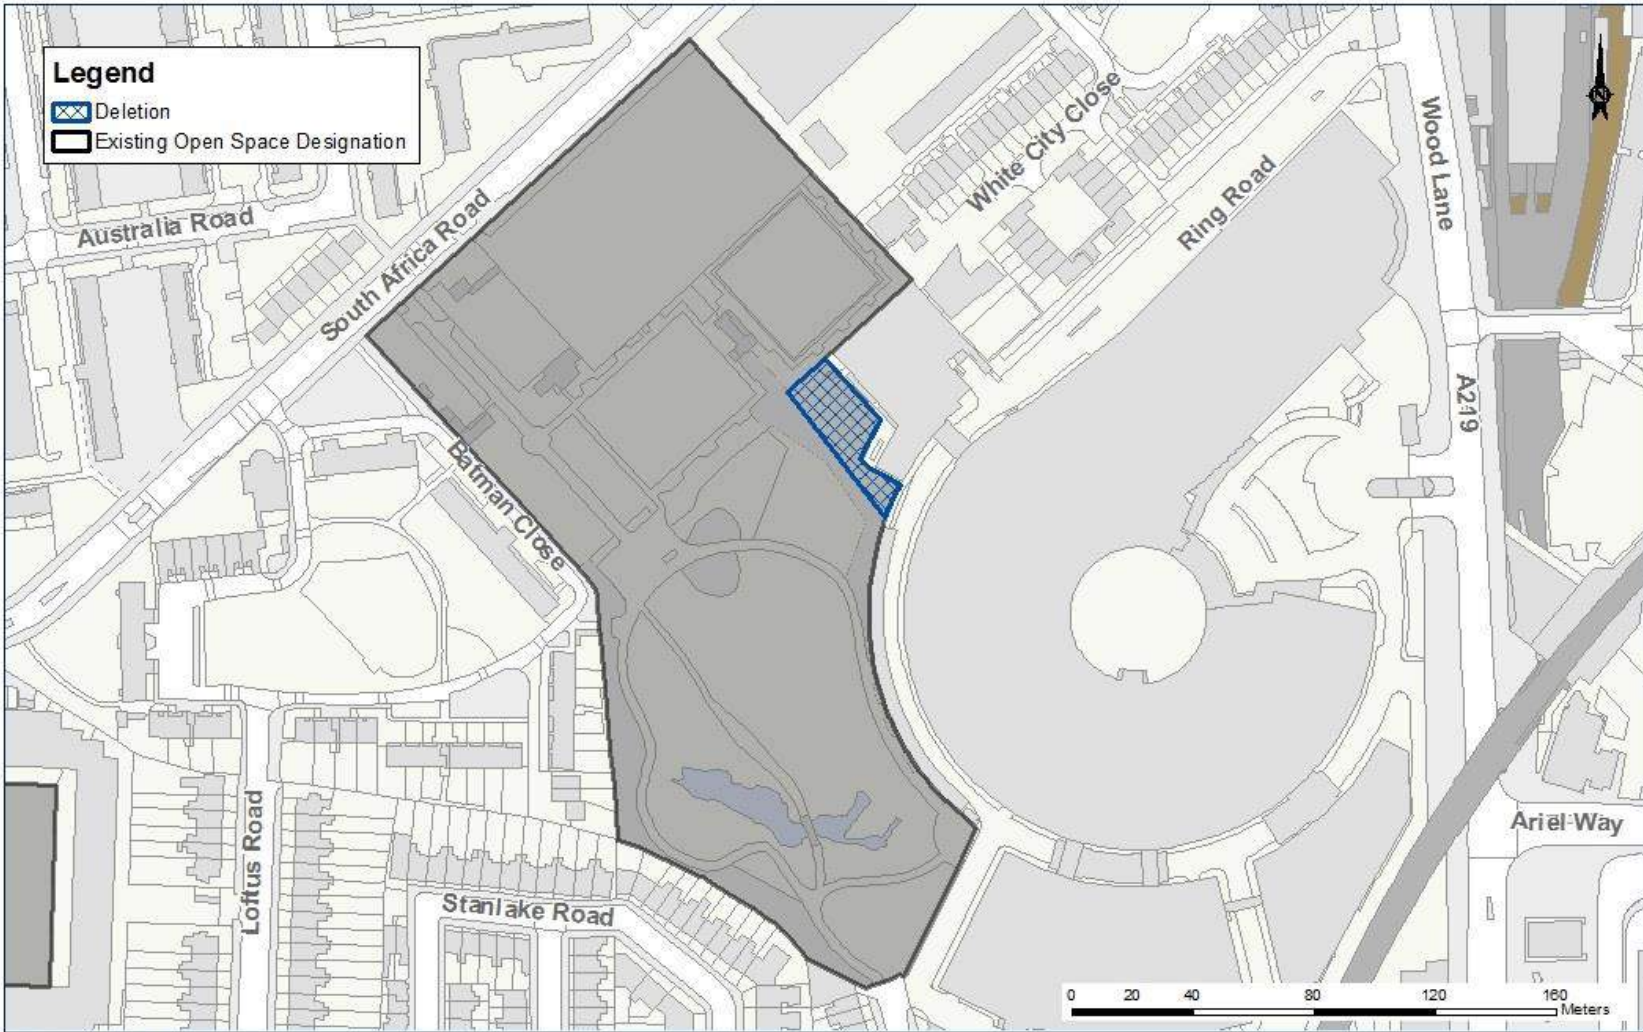 Legend
Deletion
Existing Open Space Designation
Australia Road
South Africa Road
White City Close
Ring Road
Wood Lane
N
A219
Batman Close
Loftus Road
Stanlake Road
Ariel Way
0 20 40 80 120 160
Meters